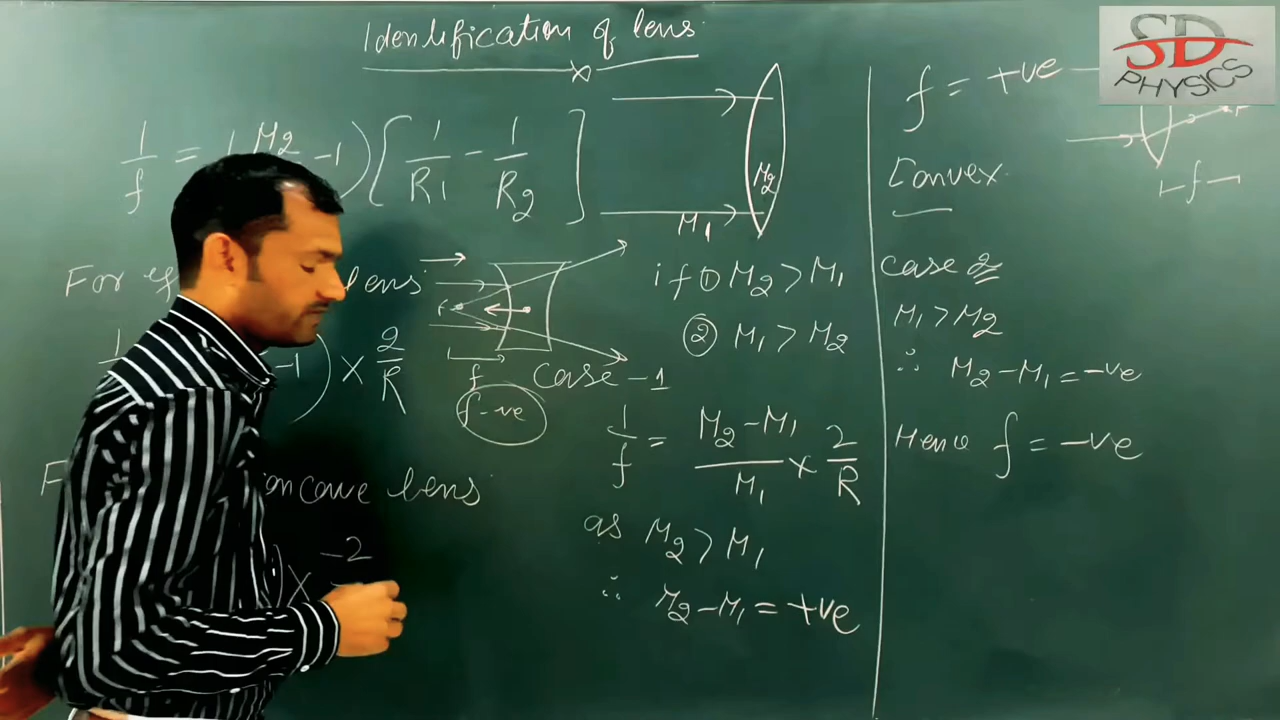 Identification of lens
SD
PHYSICS
1/f = (M2 -1) [1/R1 - 1/R2]
M2
M1
f = +ve
Convex
f
For lens
-1) × 2/R
f
f -ve
if ① M2 > M1
② M1 > M2
Case - 1
1/f = M2 - M1/M1 × 2/R
as M2 > M1
∴ M2 - M1 = +ve
Case 2
M1 > M2
∴ M2 - M1 = -ve
Hence f = -ve
oncave lens
) × -2